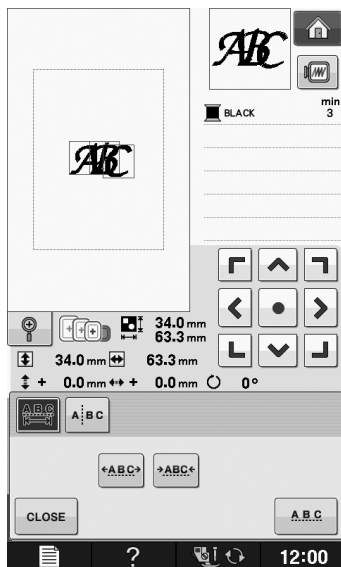 ABC
ABC
BLACK
min
3
34.0 mm
63.3 mm
34.0 mm 63.3 mm
+ 0.0 mm + 0.0 mm 0°
ABC
A BC
ABC
ABC
CLOSE
ABC
?
12:00